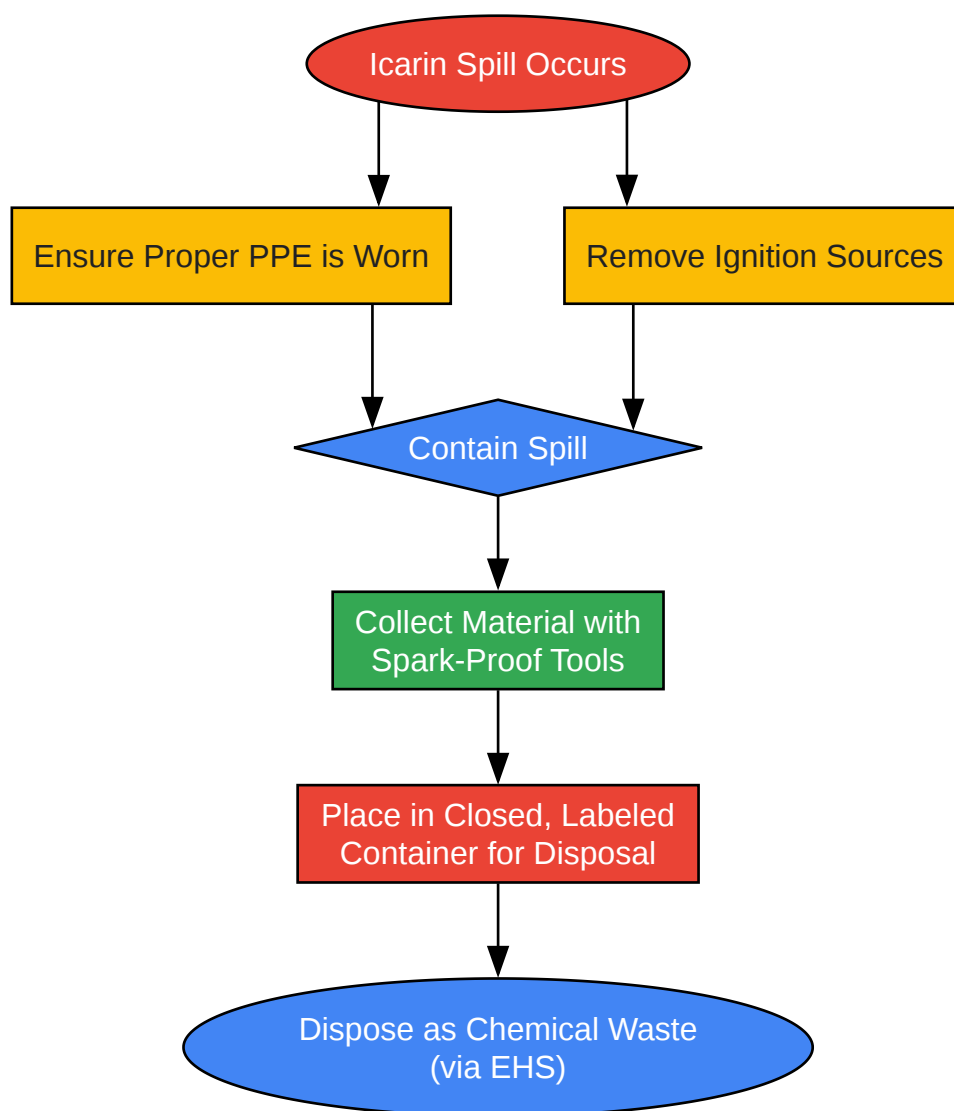 Icarin Spill Occurs
Ensure Proper PPE is Worn
Remove Ignition Sources
Contain Spill
Collect Material with
Spark-Proof Tools
Place in Closed, Labeled
Container for Disposal
Dispose as Chemical Waste
(via EHS)